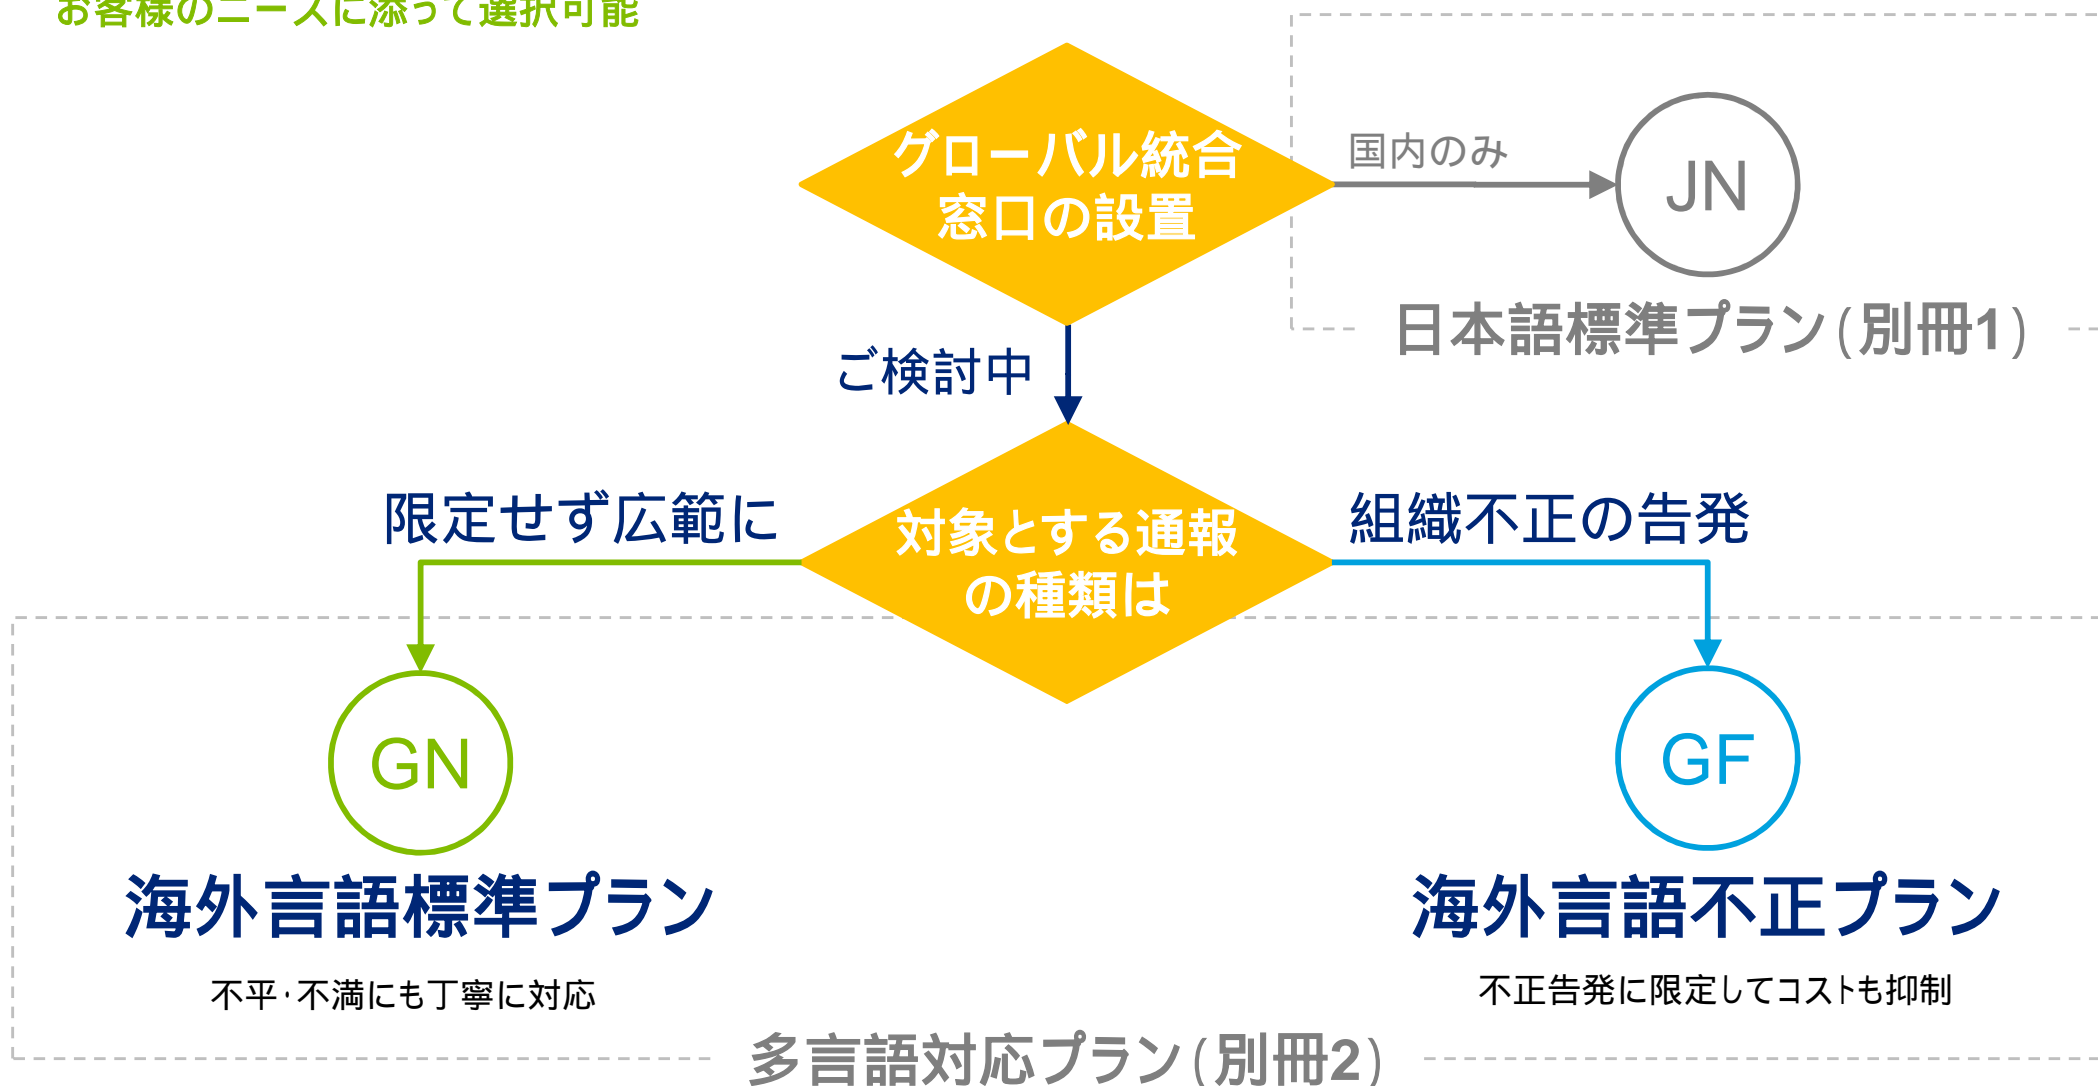 お客様のニーズに添って選択可能
グローバル統合
窓口の設置
国内のみ
JN
日本語標準プラン(別冊1)
ご検討中
限定せず広範に
対象とする通報
の種類は
組織不正の告発
GN
GF
海外言語標準プラン
海外言語不正プラン
不平・不満にも丁寧に対応
不正告発に限定してコストも抑制
多言語対応プラン(別冊2)